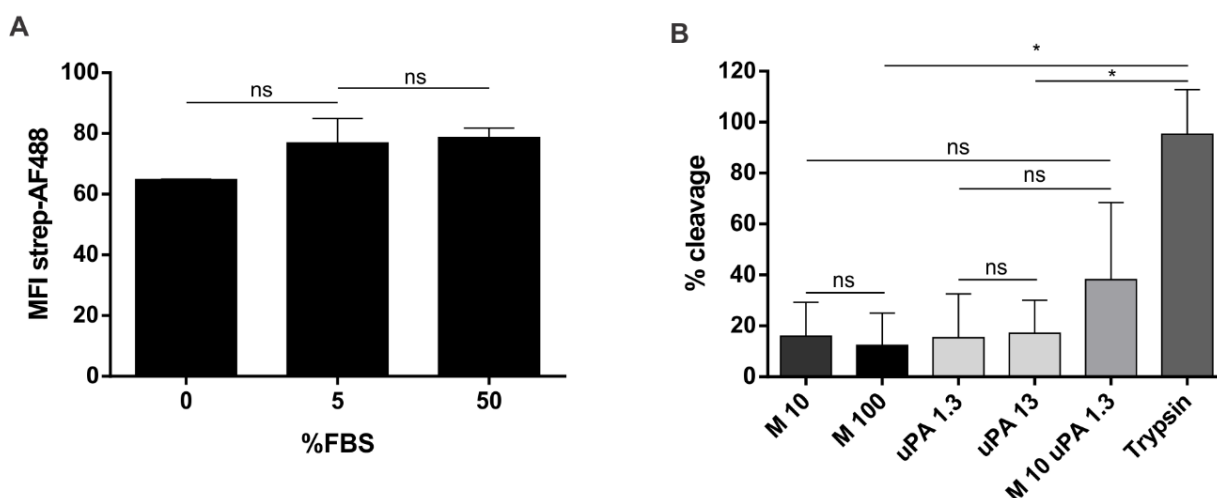 A
MFI strep-AF488
100
80
60
40
20
0
ns
ns
0 5 50
%FBS
B
% cleavage
120
100
80
60
40
20
0
*
*
ns
ns
ns
ns
M 10
M 100
uPA 1.3
uPA 13
M 10 uPA 1.3
Trypsin